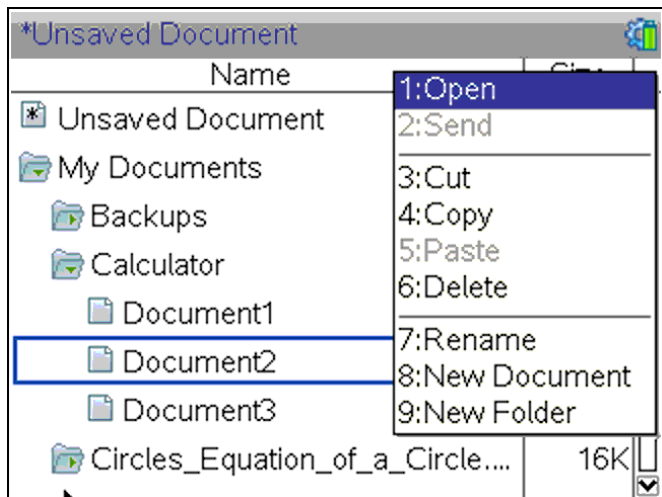 *Unsaved Document
Name
1:Open
Unsaved Document
2:Send
My Documents
3:Cut
Backups
4:Copy
5:Paste
Calculator
6:Delete
Document1
7:Rename
Document2
8:New Document
Document3
9:New Folder
Circles_Equation_of_a_Circle.... 16K